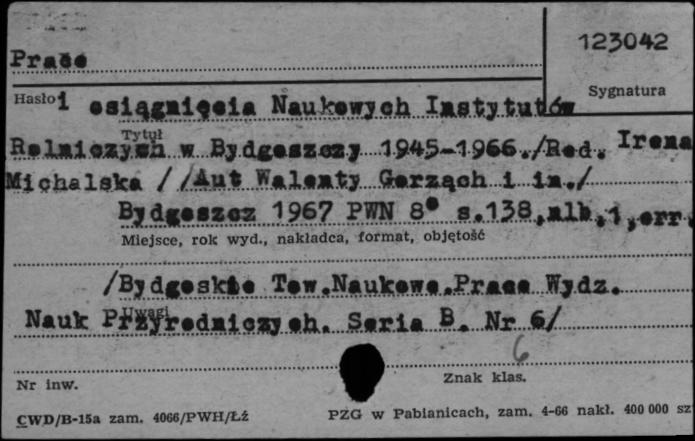 123042
Prace
Sygnatura
Hasło
i osiągnięcia Naukowych Instytutów
Tytuł
Rolniczych w Bydgoszczy 1945-1966./Red. Irena
Michalska //Aut Walenty Gorząch i in./
Bydgoszcz 1967 PWN 8° s.138,nlb.1,err.
Miejsce, rok wyd., nakładca, format, objętość
/Bydgoskie Tow.Naukowe.Prace Wydz.
Uwagi
Nauk Przyrodniczych. Seria B. Nr 6/
6
Nr inw.
Znak klas.
CWD/B-15a zam. 4066/PWH/Łź
PZG w Pabianicach, zam. 4-66 nakł. 400 000 sz